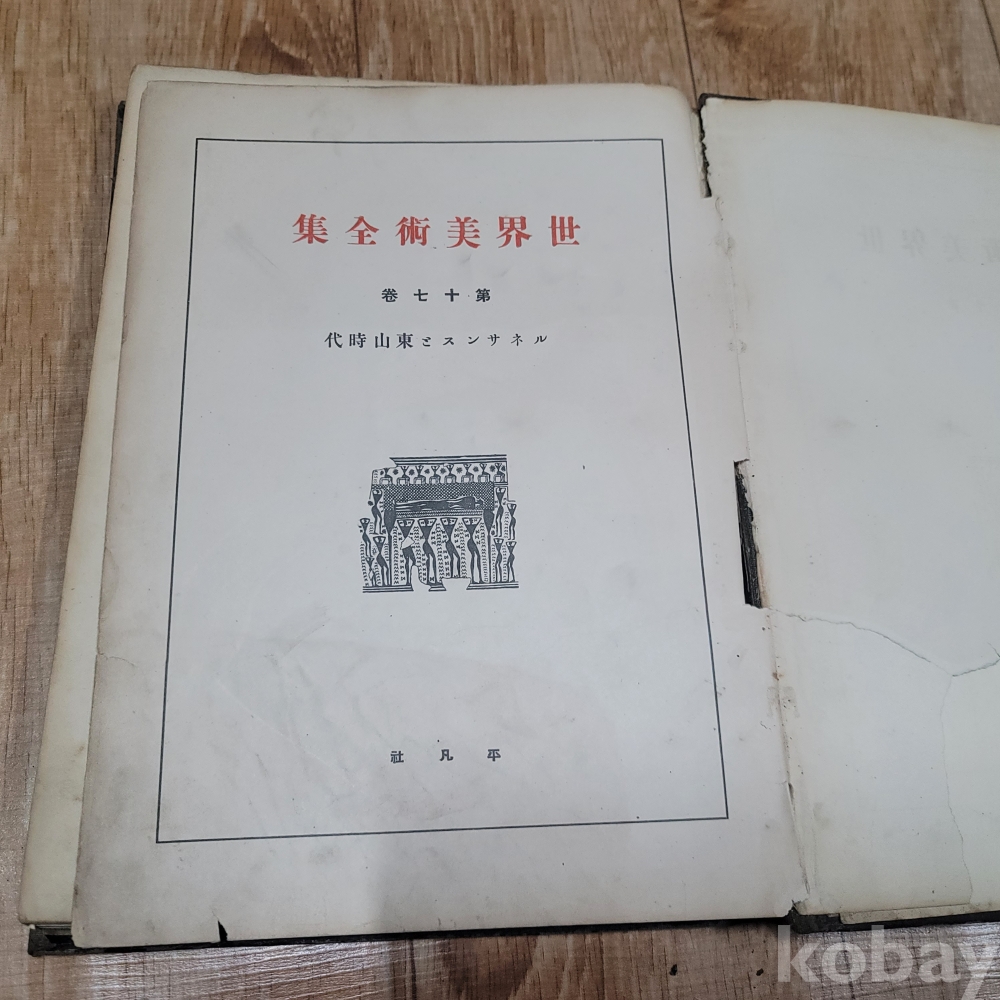 世界美術全集
第十七卷
ルネサンスと東山時代
平凡社
kobay